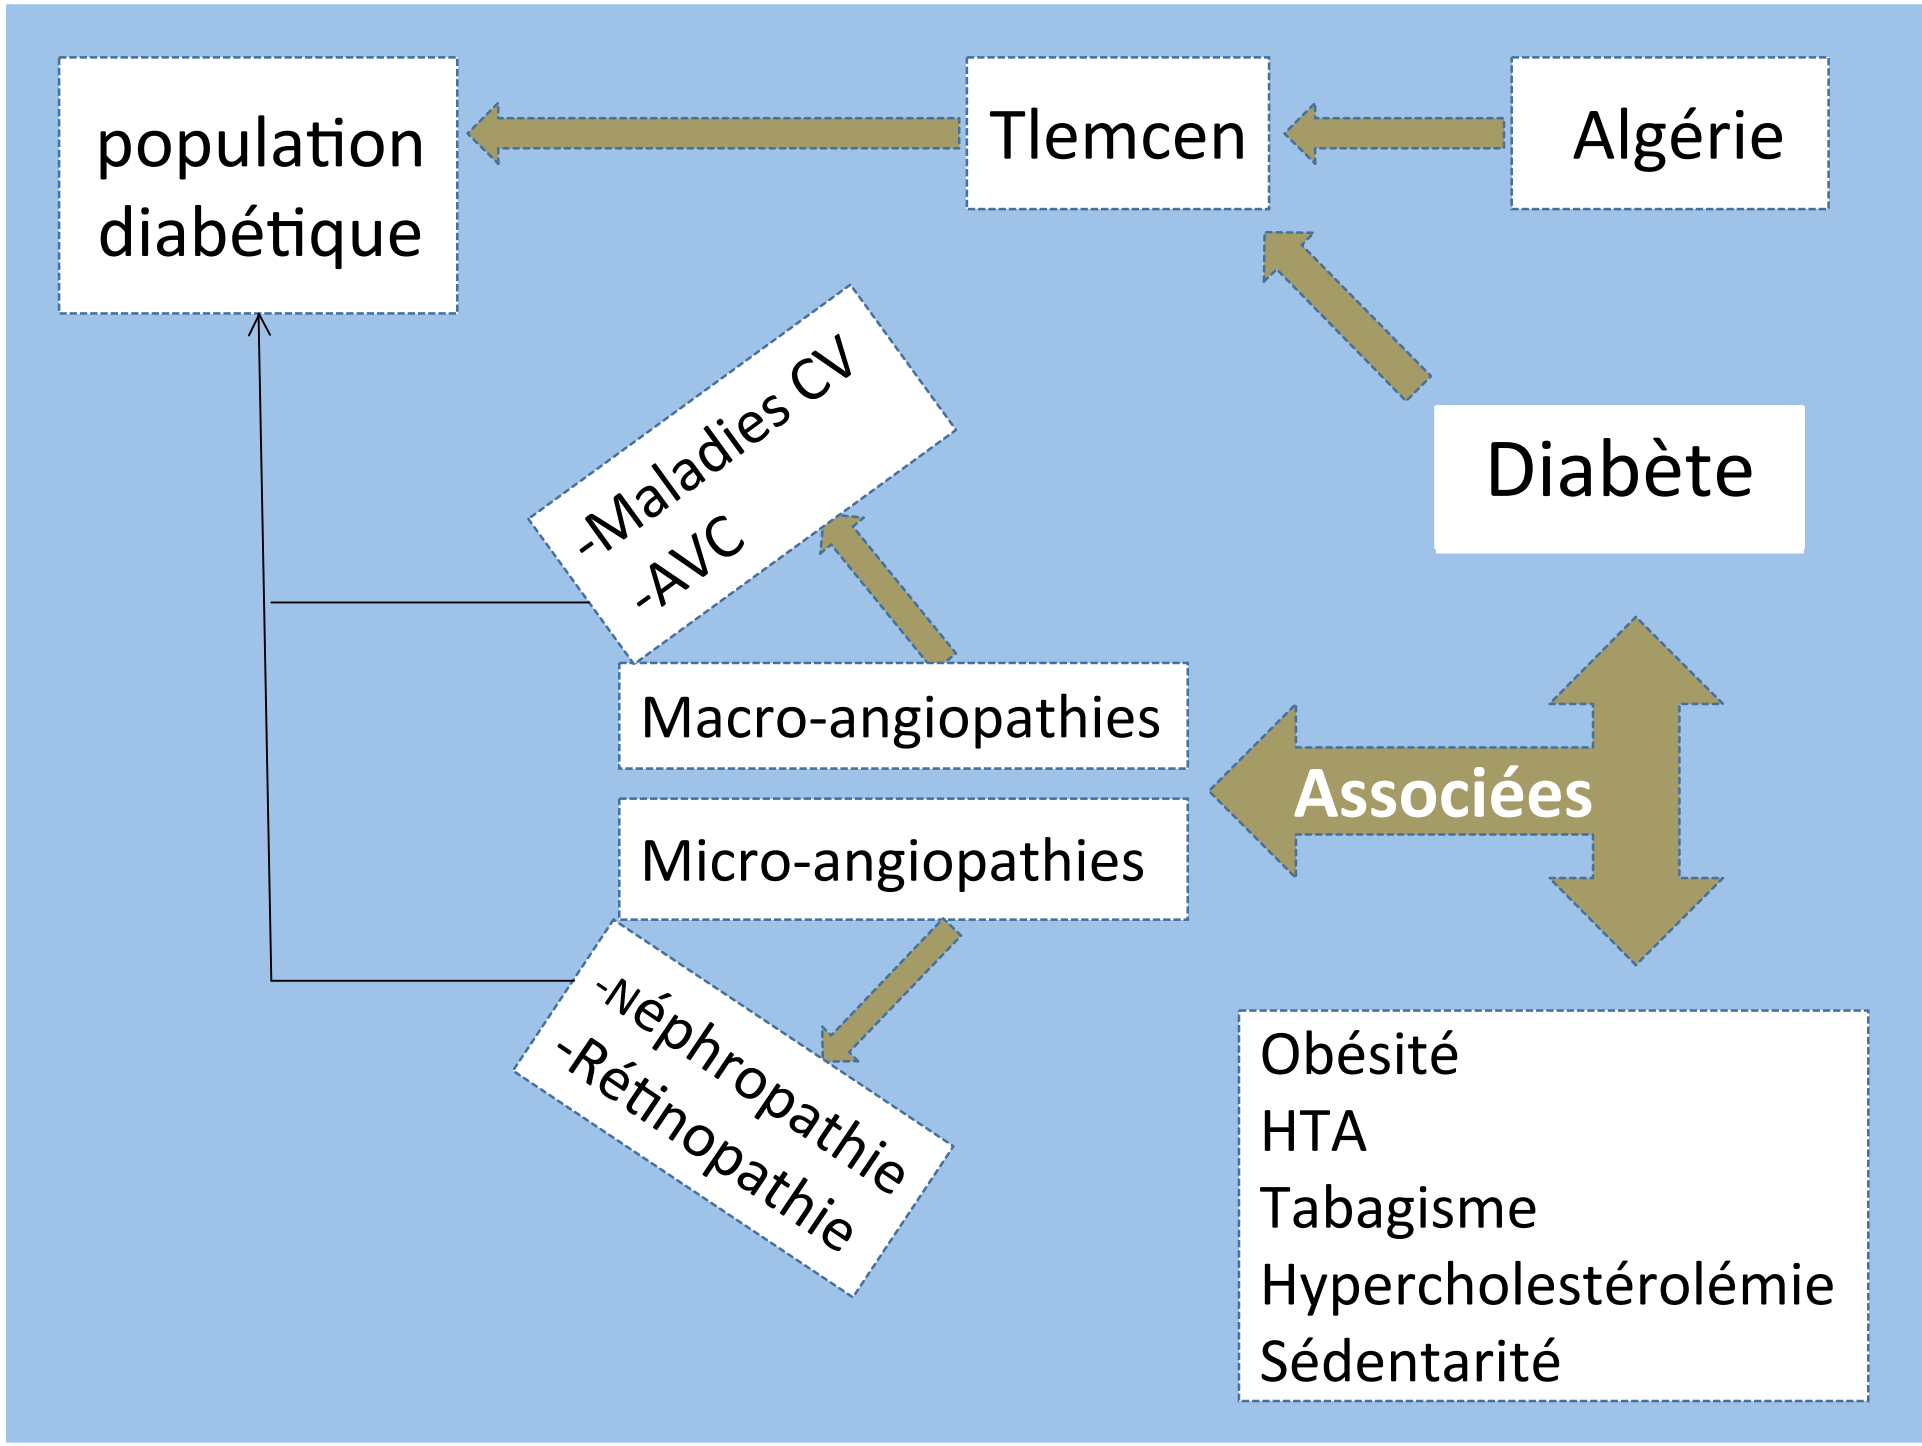 population
diabétique
Tlemcen
Algérie
-Maladies CV
-AVC
Diabète
Macro-angiopathies
Associées
Micro-angiopathies
-Néphropathie
-Rétinopathie
Obésité
HTA
Tabagisme
Hypercholestérolémie
Sédentarité